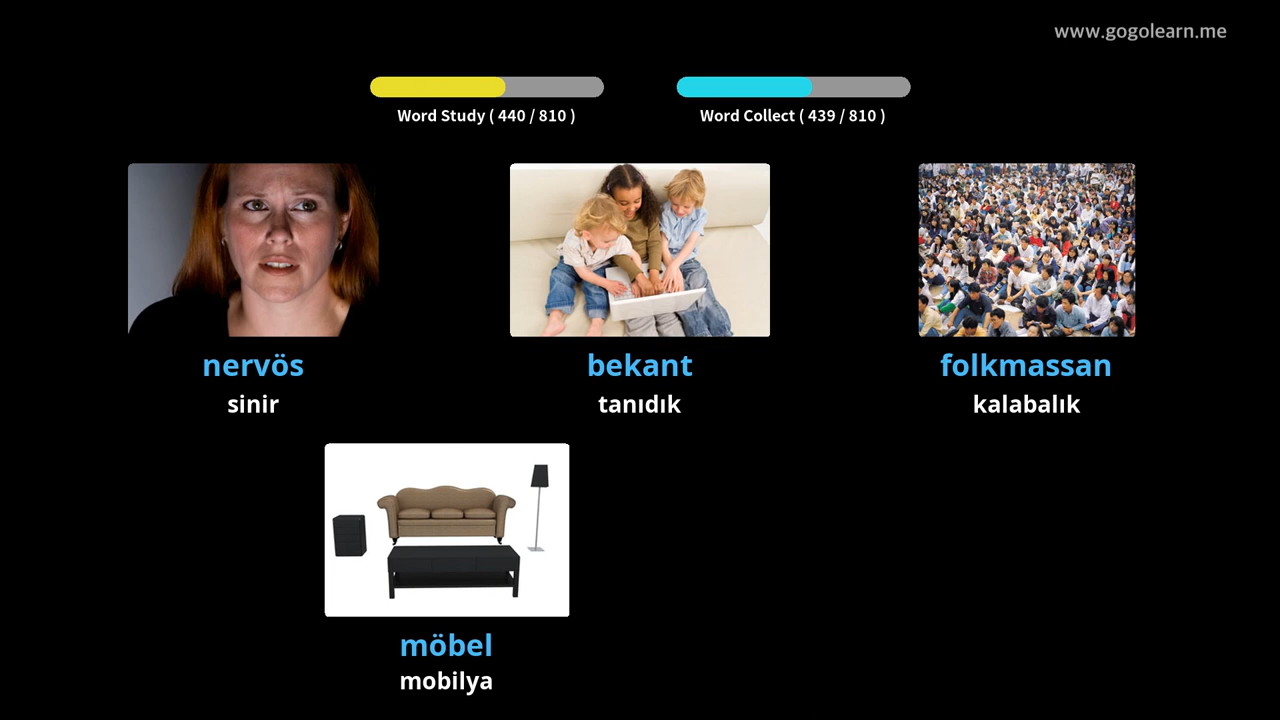 www.gogolearn.me
Word Study ( 440 / 810 )
Word Collect ( 439 / 810 )
nervös
sinir
bekant
tanıdık
folkmassan
kalabalık
möbel
mobilya